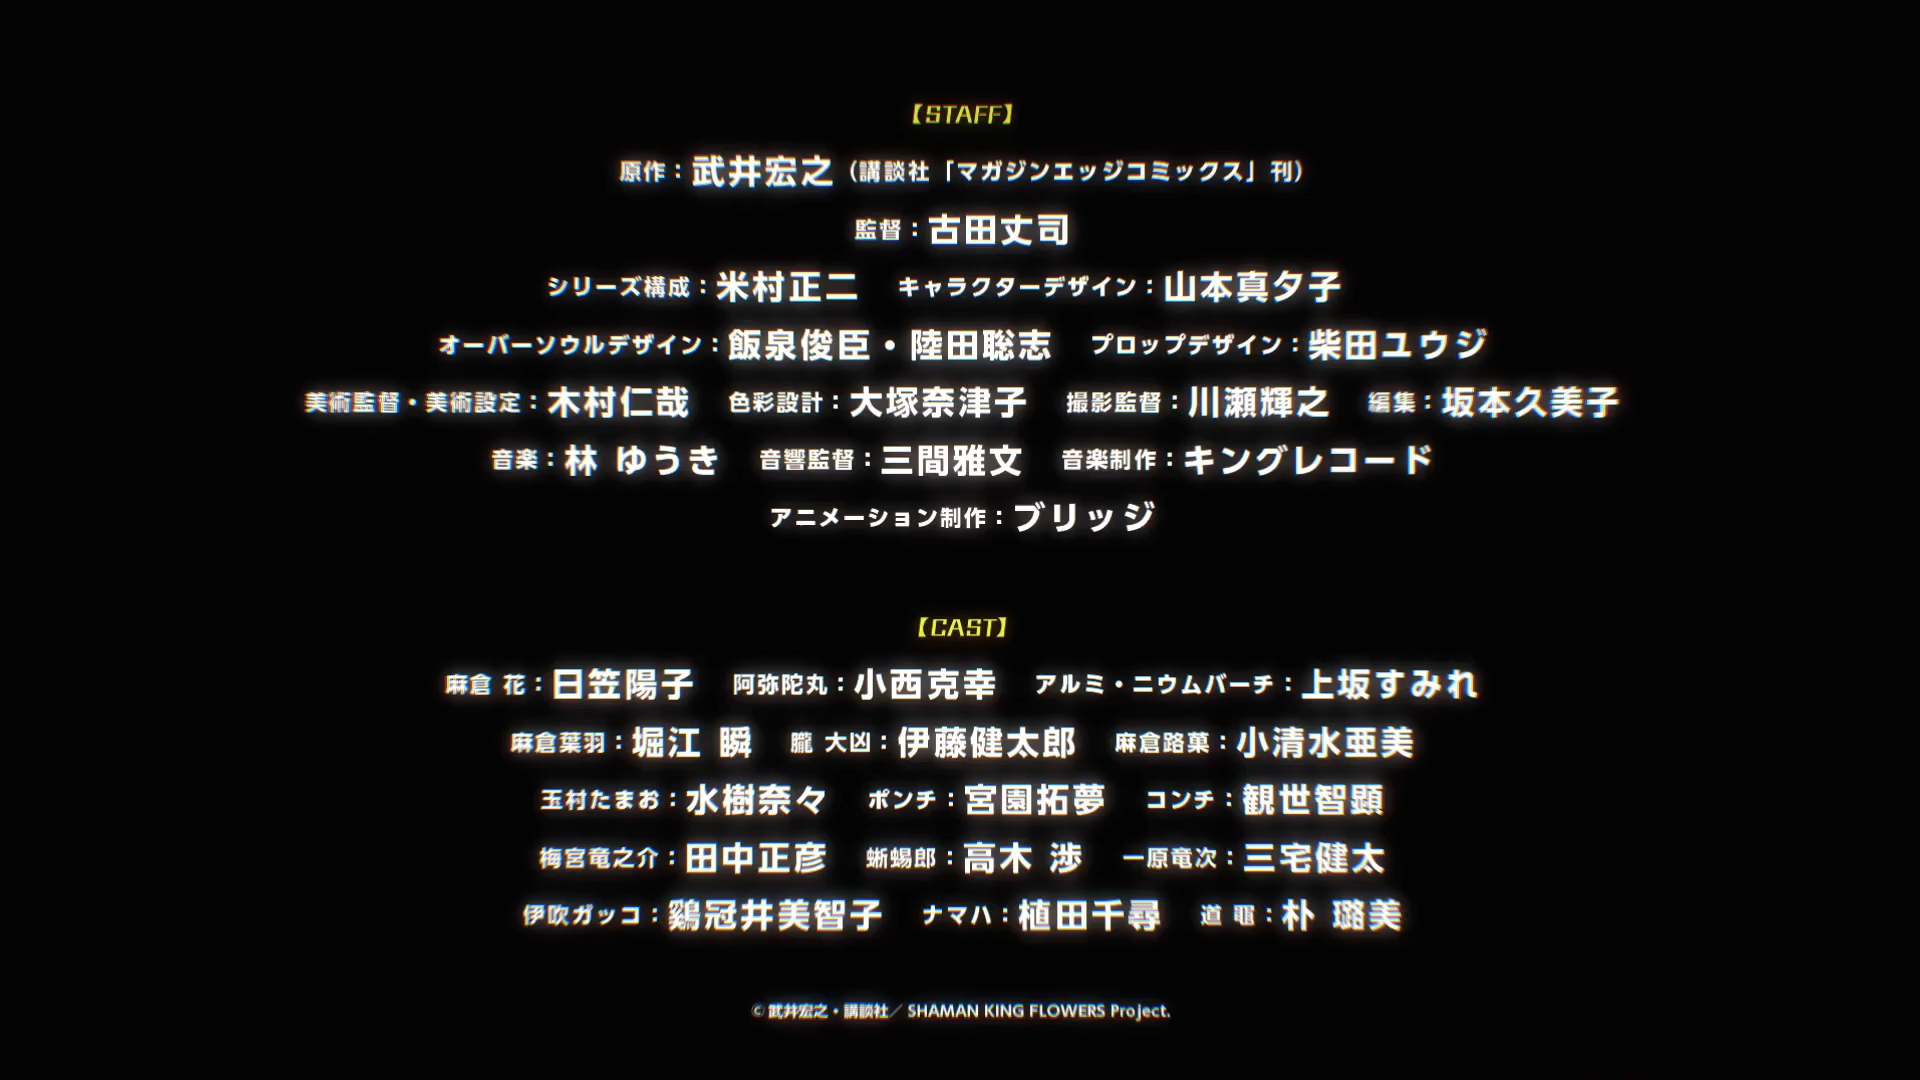 【STAFF】
原作：武井宏之（講談社「マガジンエッジコミックス」刊）
監督：古田丈司
シリーズ構成：米村正二　キャラクターデザイン：山本真夕子
オーバーソウルデザイン：飯泉俊臣・陸田聡志　プロップデザイン：柴田ユウジ
美術監督・美術設定：木村仁哉　色彩設計：大塚奈津子　撮影監督：川瀬輝之　編集：坂本久美子
音楽：林 ゆうき　音響監督：三間雅文　音楽制作：キングレコード
アニメーション制作：ブリッジ
【CAST】
麻倉 花：日笠陽子　阿弥陀丸：小西克幸　アルミ・ニウムバーチ：上坂すみれ
麻倉葉羽：堀江 瞬　朧 大凶：伊藤健太郎　麻倉路菓：小清水亜美
玉村たまお：水樹奈々　ポンチ：宮園拓夢　コンチ：観世智顕
梅宮竜之介：田中正彦　蜥蜴郎：高木 渉　一原竜次：三宅健太
伊吹ガッコ：鷄冠井美智子　ナマハ：植田千尋　道 黽：朴 璐美
© 武井宏之・講談社／ SHAMAN KING FLOWERS Project.